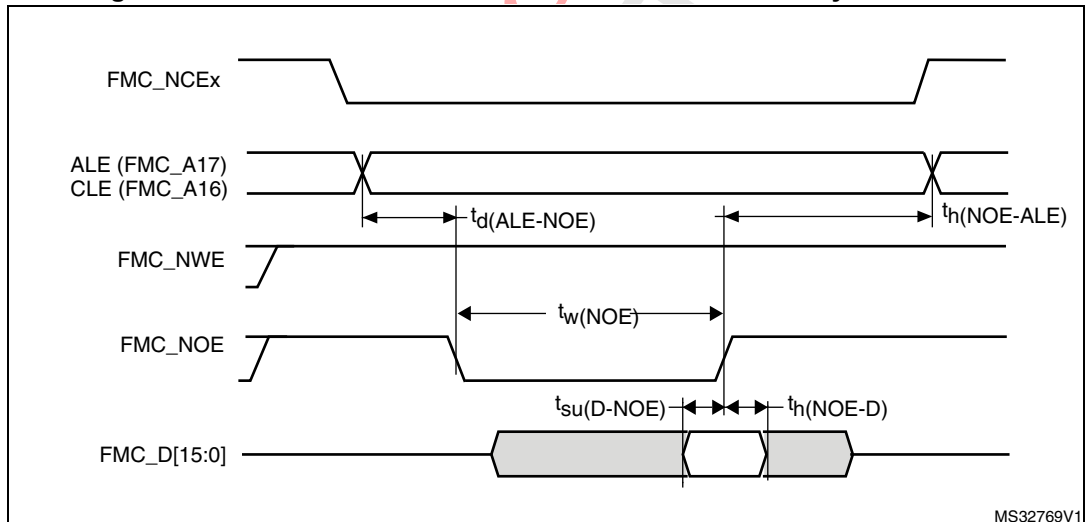 FMC_NCEx
ALE (FMC_A17)
CLE (FMC_A16)
td(ALE-NOE)
th(NOE-ALE)
FMC_NWE
tw(NOE)
FMC_NOE
tsu(D-NOE)
th(NOE-D)
FMC_D[15:0]
MS32769V1